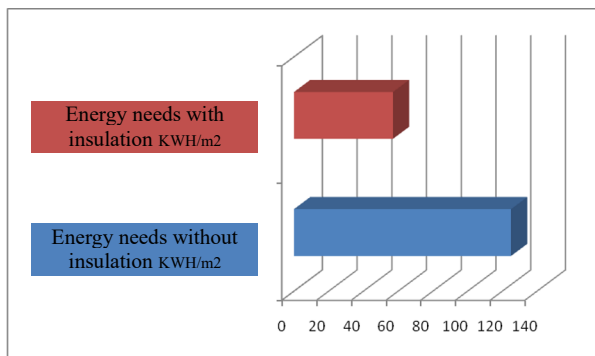 Energy needs with
insulation KWH/m2
Energy needs without
insulation KWH/m2
0 20 40 60 80 100 120 140